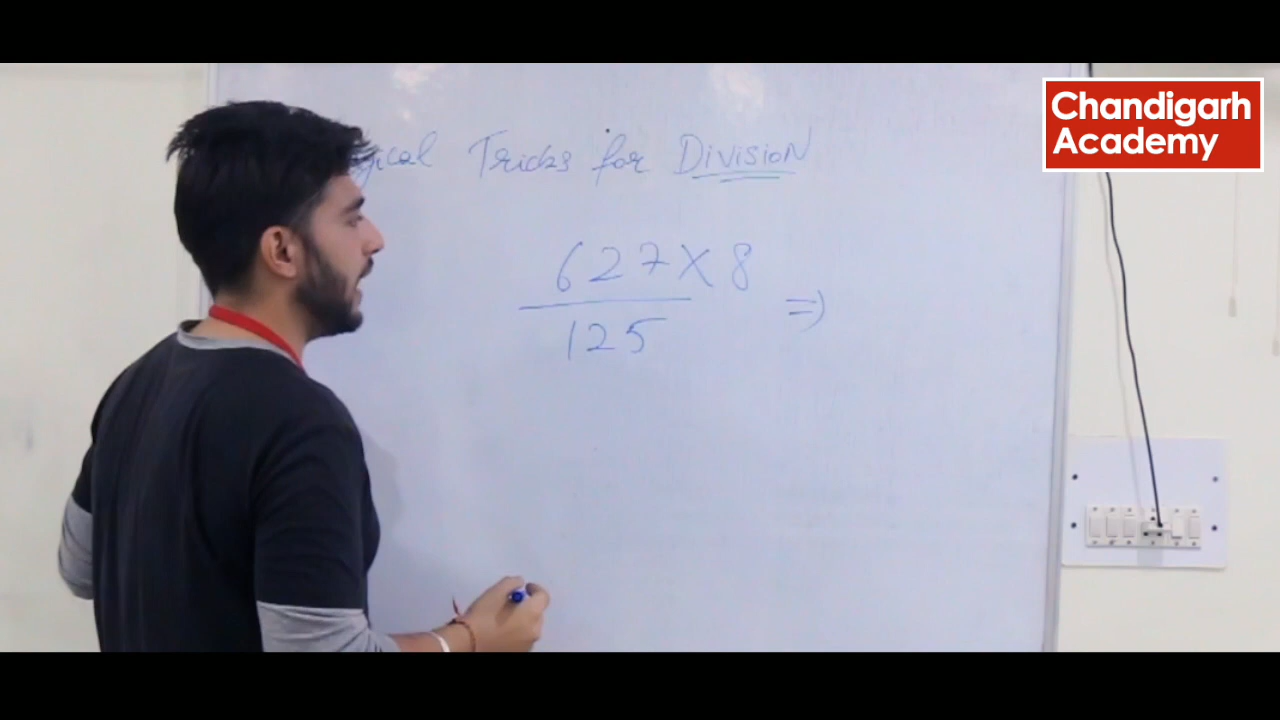 Chandigarh
Academy
Tricks for DivisioN
627 x 8
125
=>